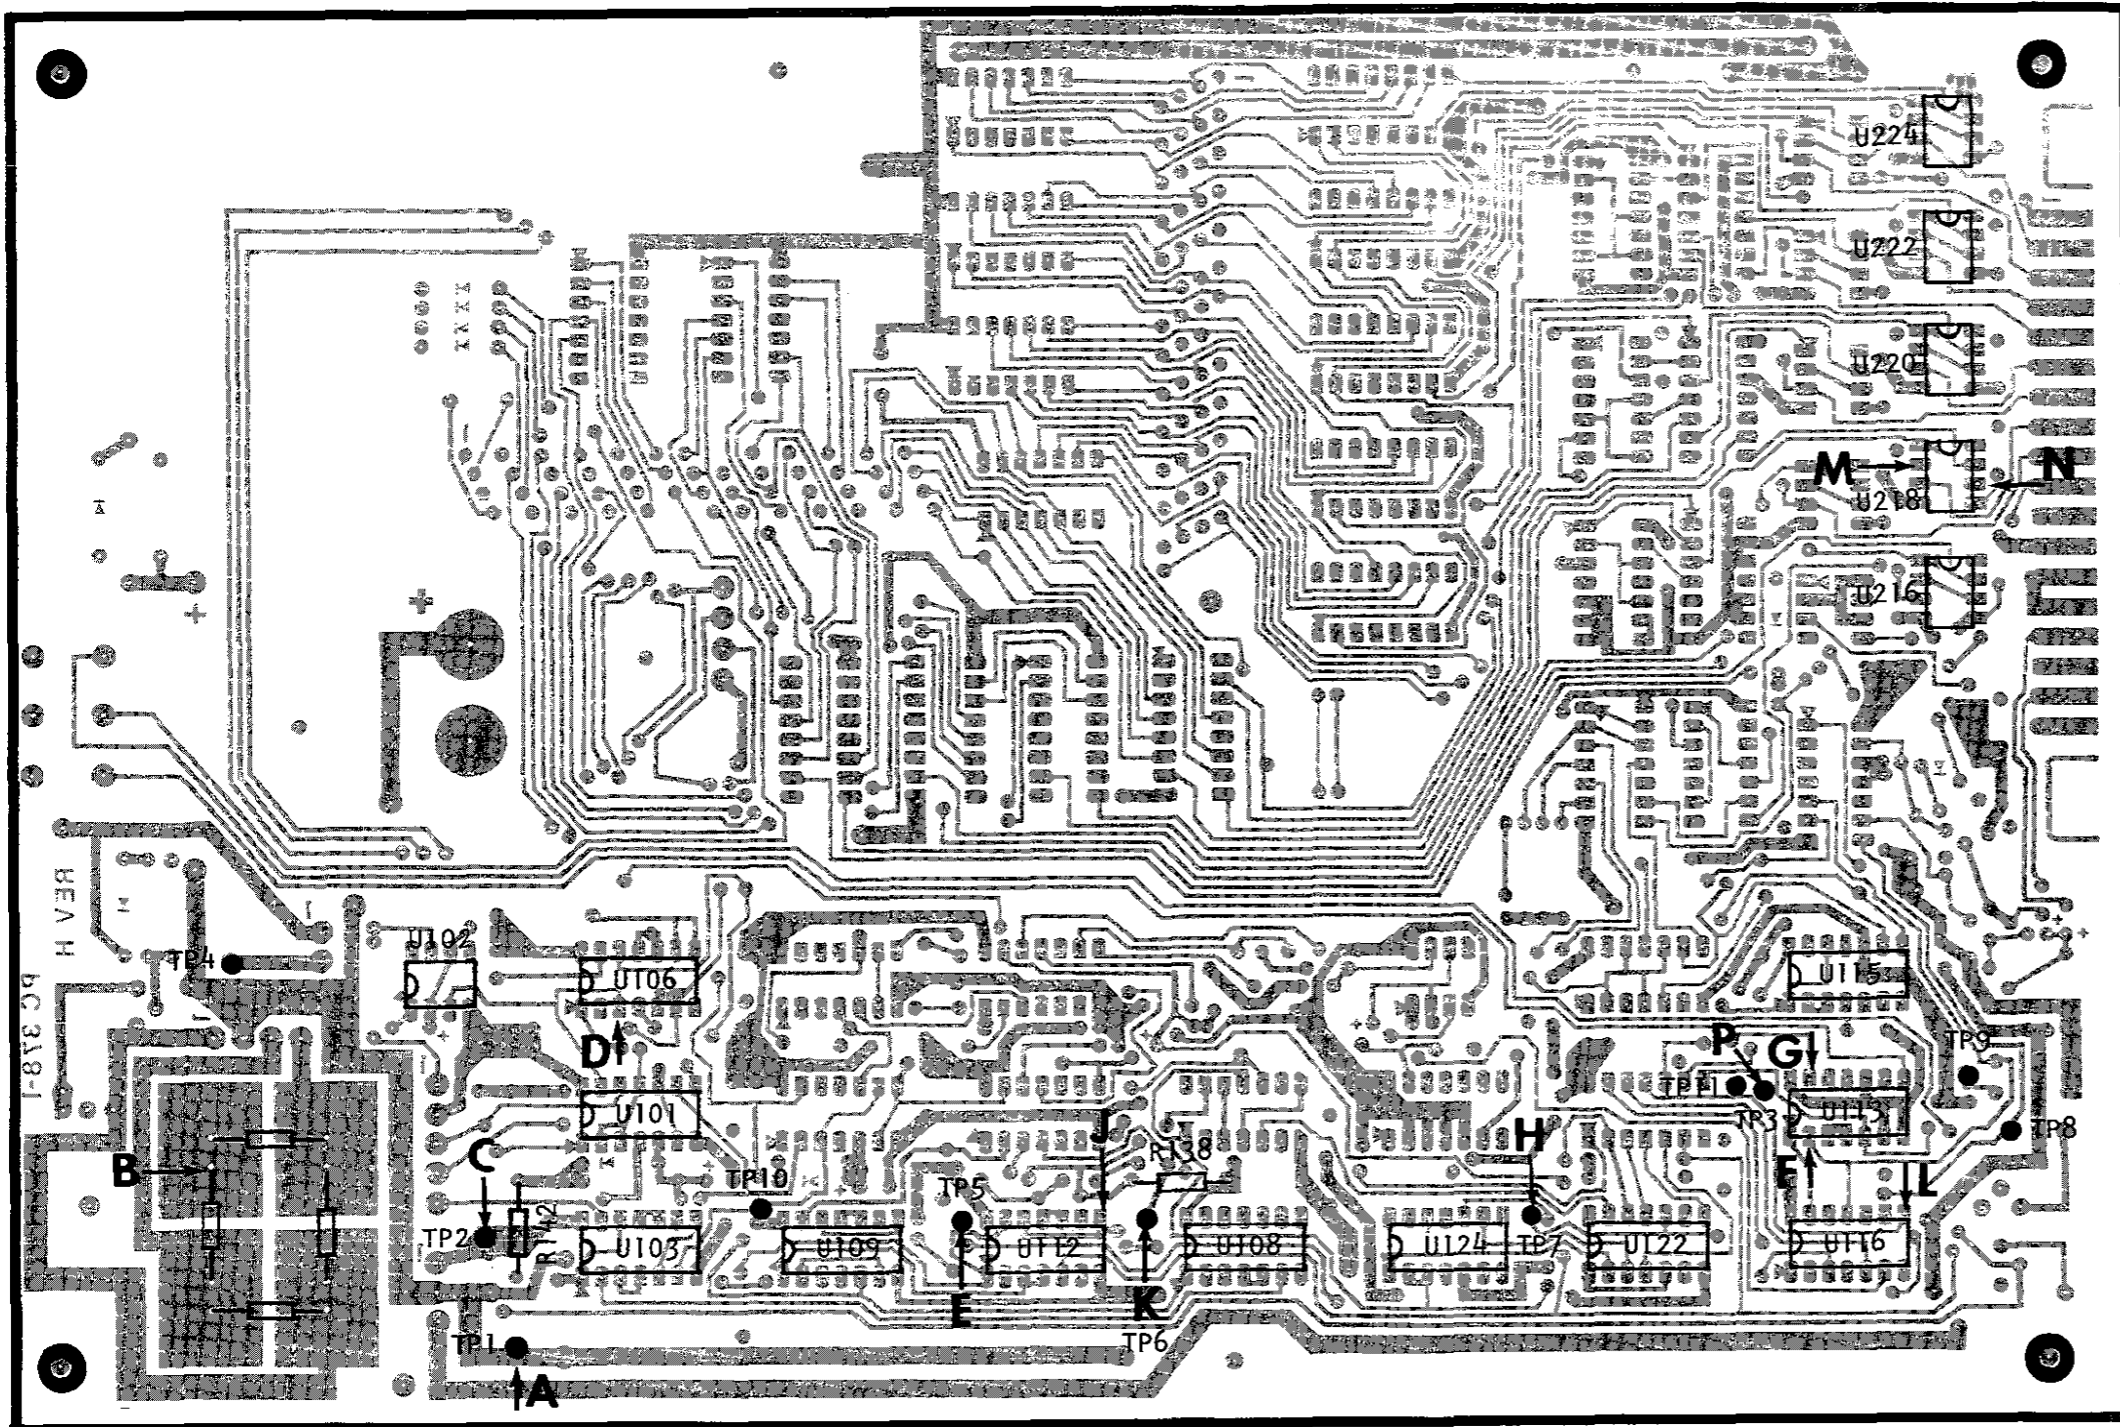 U224
U222
U220
M
N
U218
U216
+
+
REV H
PC 378-1
U102
TP4
U106
U115
D
P
G
TP9
TP11
TP3
U113
TP8
U101
J
H
C
B
R138
F
L
TP10
TP5
R142
TP2
U103
U109
U112
U108
U124
TP7
U122
U116
E
K
TP6
TP1
A